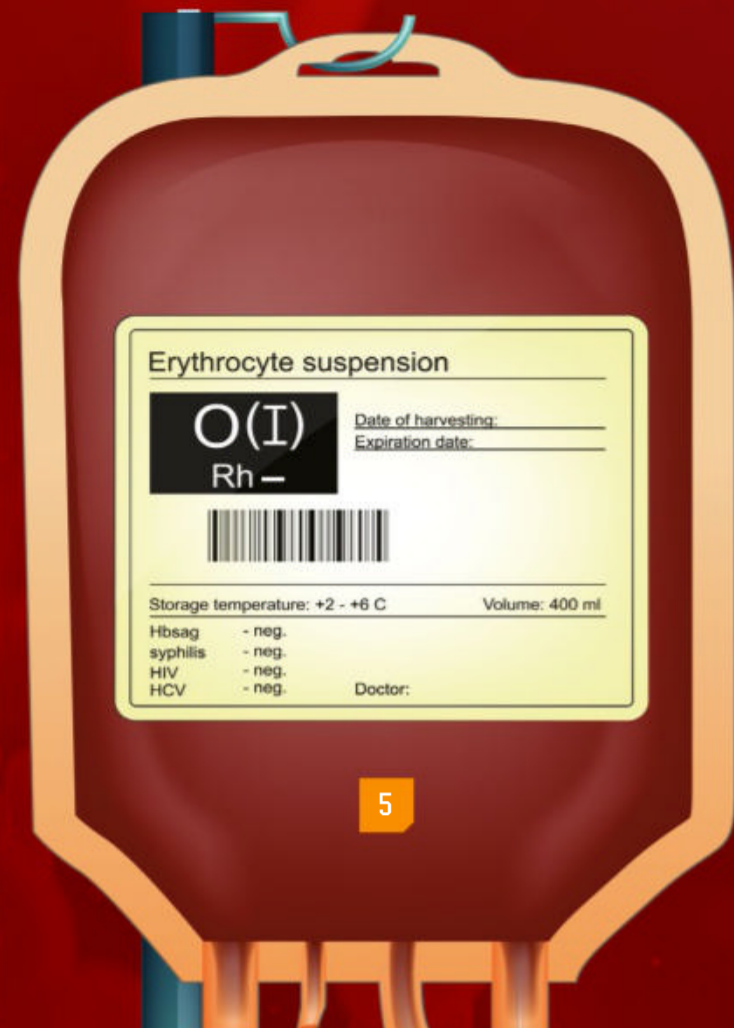 Erythrocyte suspension
O(I)
Rh –
Date of harvesting:
Expiration date:
Storage temperature: +2 - +6 C Volume: 400 ml
Hbsag - neg.
syphilis - neg.
HIV - neg.
HCV - neg. Doctor:
5